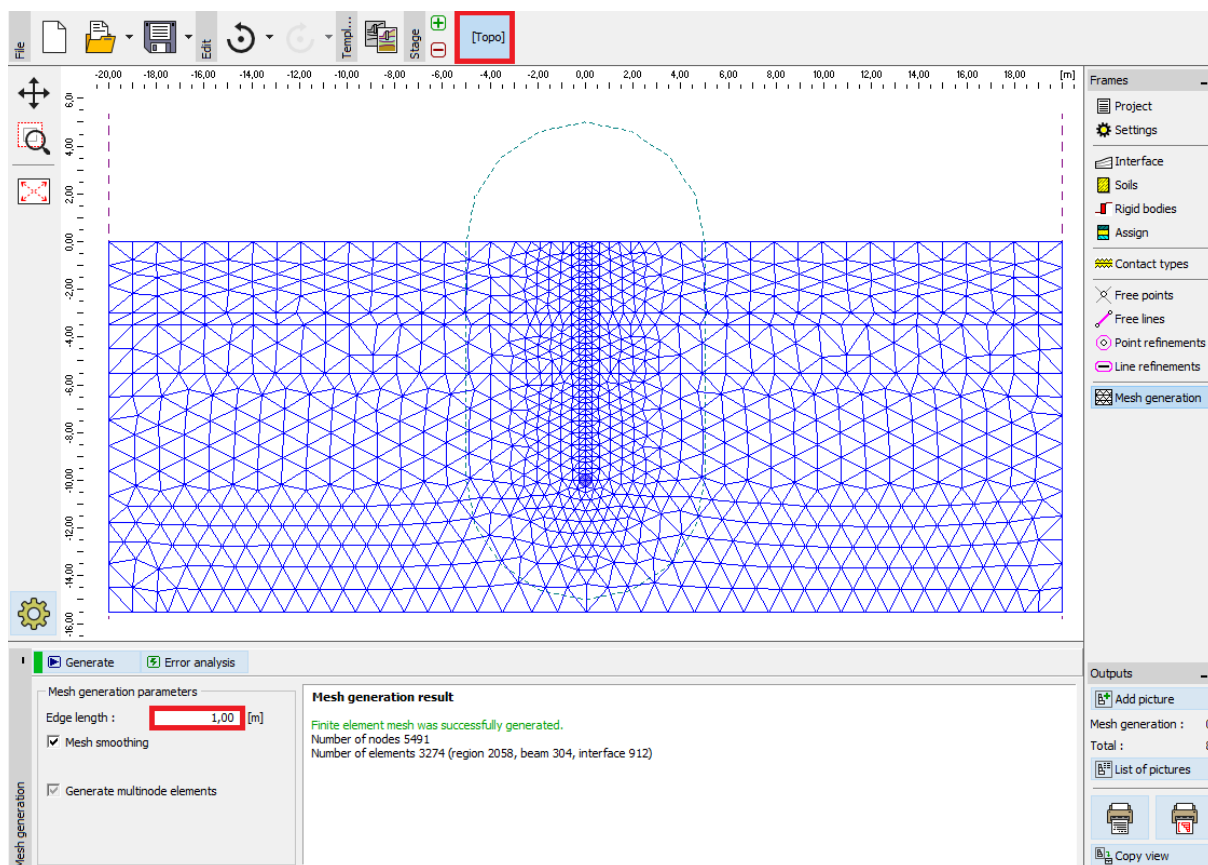 File
Edit
Templ...
Stage
[Topo]
-20,00 -18,00 -16,00 -14,00 -12,00 -10,00 -8,00 -6,00 -4,00 -2,00 0,00 2,00 4,00 6,00 8,00 10,00 12,00 14,00 16,00 18,00 [m]
4,00
2,00
0,00
-2,00
-4,00
-6,00
-8,00
-10,00
-12,00
-14,00
-16,00
Frames
Project
Settings
Interface
Soils
Rigid bodies
Assign
Contact types
Free points
Free lines
Point refinements
Line refinements
Mesh generation
Mesh generation
Generate
Error analysis
Mesh generation parameters
Edge length : 1,00 [m]
Mesh smoothing
Generate multinode elements
Mesh generation result
Finite element mesh was successfully generated.
Number of nodes 5491
Number of elements 3274 (region 2058, beam 304, interface 912)
Outputs
Add picture
Mesh generation :
Total :
List of pictures
Copy view